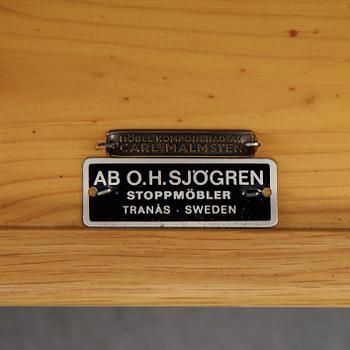 MÖBEL KOMPONERAD AV
CARL MALMSTEN
AB O.H. SJÖGREN
STOPPMÖBLER
TRANÅS · SWEDEN